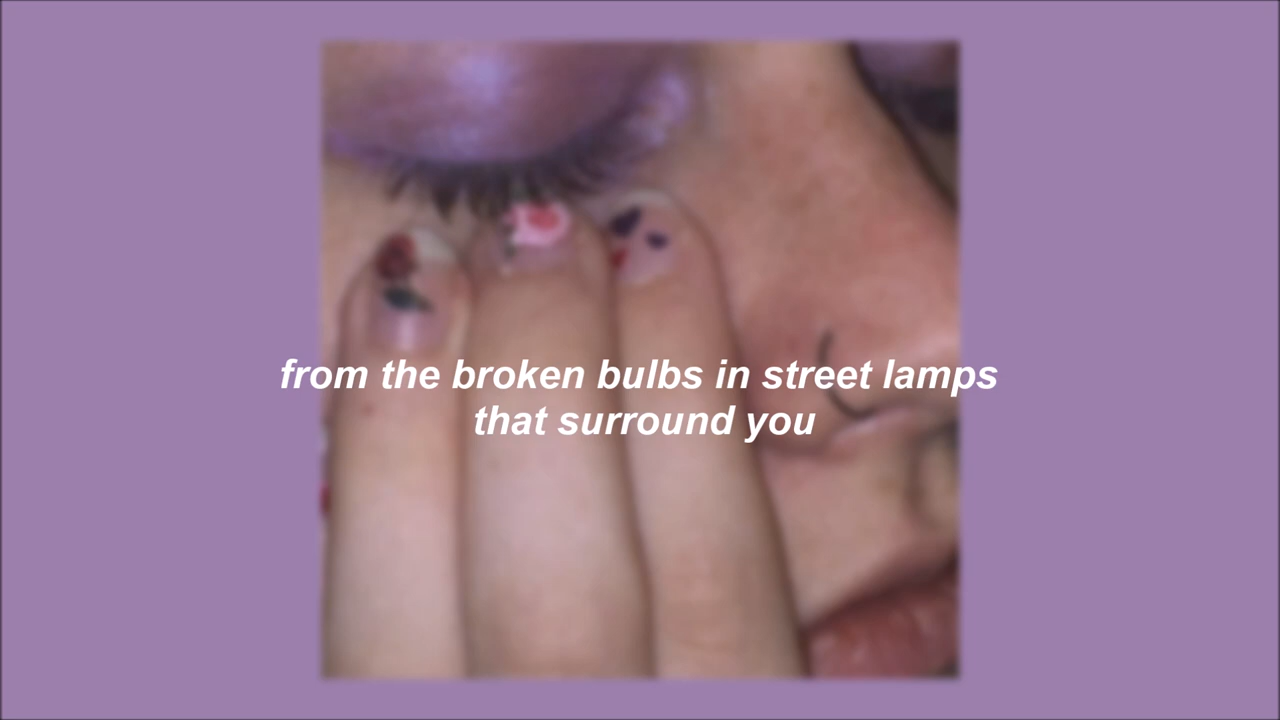 from the broken bulbs in street lamps
that surround you